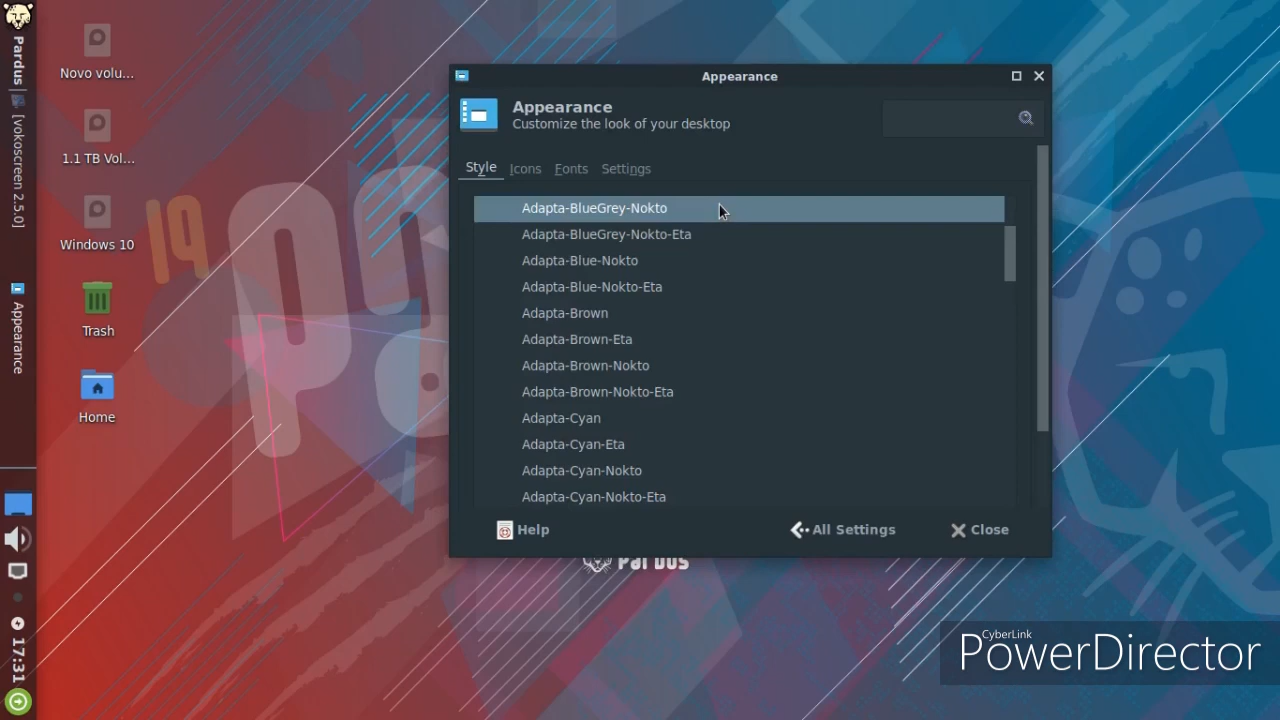 Pardus
[vokoscreen 2.5.0]
Appearance
17:31
Novo volu...
1.1 TB Vol...
Windows 10
Trash
Home
19
Appearance
Appearance
Customize the look of your desktop
Style
Icons
Fonts
Settings
Adapta-BlueGrey-Nokto
Adapta-BlueGrey-Nokto-Eta
Adapta-Blue-Nokto
Adapta-Blue-Nokto-Eta
Adapta-Brown
Adapta-Brown-Eta
Adapta-Brown-Nokto
Adapta-Brown-Nokto-Eta
Adapta-Cyan
Adapta-Cyan-Eta
Adapta-Cyan-Nokto
Adapta-Cyan-Nokto-Eta
Help
All Settings
Close
Pardus
CyberLink
PowerDirector